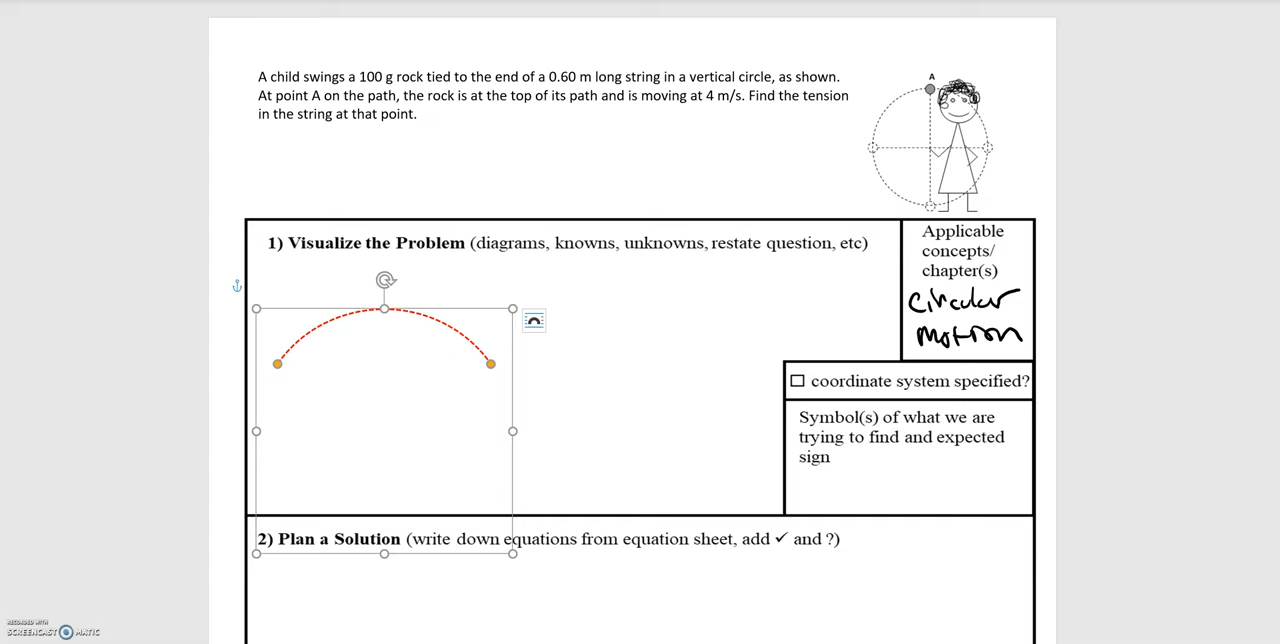 A child swings a 100 g rock tied to the end of a 0.60 m long string in a vertical circle, as shown.
At point A on the path, the rock is at the top of its path and is moving at 4 m/s. Find the tension
in the string at that point.
A
1) Visualize the Problem (diagrams, knowns, unknowns, restate question, etc)
Applicable
concepts/
chapter(s)
circular
motion
☐ coordinate system specified?
Symbol(s) of what we are
trying to find and expected
sign
2) Plan a Solution (write down equations from equation sheet, add ✓ and ?)
RECORDED WITH
SCREENCAST MATIC